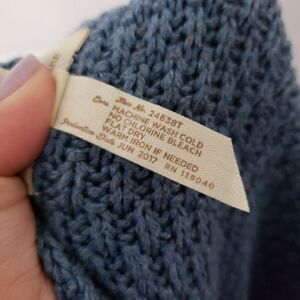 Item No. 24638T
Care MACHINE WASH COLD
NO CHLORINE BLEACH
FLAT DRY
WARM IRON IF NEEDED
Production Date JUN 2017 RN 139040